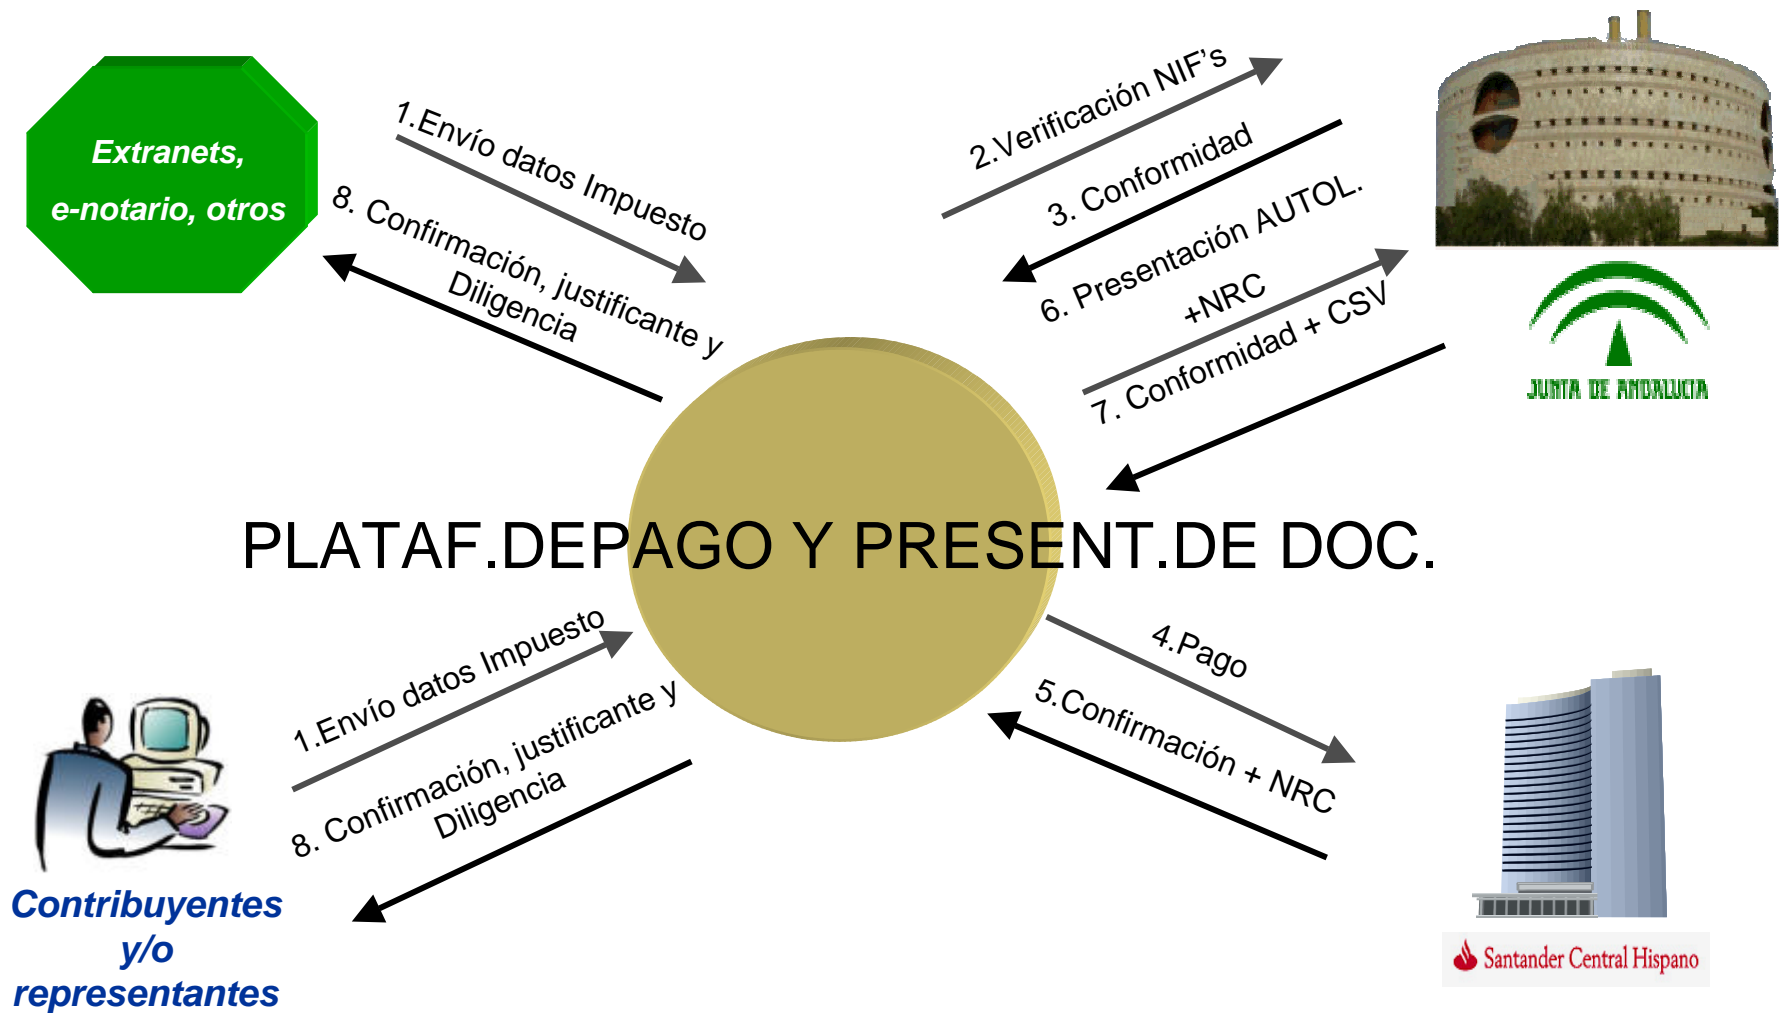 Extranets,
e-notario, otros
1.Envío datos Impuesto
8. Confirmación, justificante y
Diligencia
2.Verificación NIF’s
3. Conformidad
6. Presentación AUTOL.
+NRC
7. Conformidad + CSV
JUNTA DE ANDALUCIA
PLATAF.DEPAGO Y PRESENT.DE DOC.
1.Envío datos Impuesto
8. Confirmación, justificante y
Diligencia
4.Pago
5.Confirmación + NRC
Contribuyentes
y/o
representantes
Santander Central Hispano